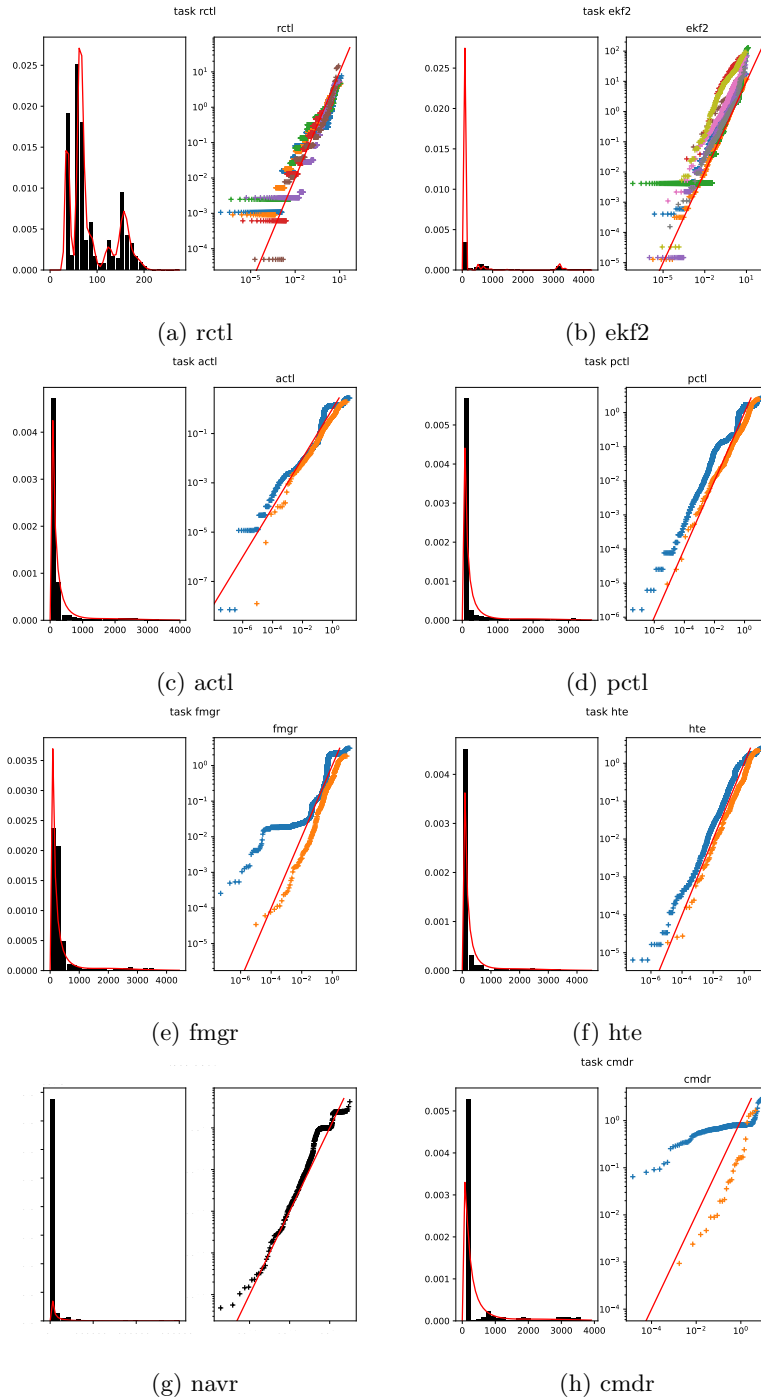 task rctl
rctl
0.025
0.020
0.015
0.010
0.005
0.000
0 100 200
10^1
10^0
10^-1
10^-2
10^-3
10^-4
10^-5 10^-2 10^1
(a) rctl
task ekf2
ekf2
0.025
0.020
0.015
0.010
0.005
0.000
0 1000 2000 3000 4000
10^2
10^1
10^0
10^-1
10^-2
10^-3
10^-4
10^-5
10^-5 10^-2 10^1
(b) ekf2
task actl
actl
0.004
0.003
0.002
0.001
0.000
0 1000 2000 3000 4000
10^-1
10^-3
10^-5
10^-7
10^-6 10^-4 10^-2 10^0
(c) actl
task pctl
pctl
0.005
0.004
0.003
0.002
0.001
0.000
0 1000 2000 3000
10^0
10^-1
10^-2
10^-3
10^-4
10^-5
10^-6
10^-6 10^-4 10^-2 10^0
(d) pctl
task fmgr
fmgr
0.0035
0.0030
0.0025
0.0020
0.0015
0.0010
0.0005
0.0000
0 1000 2000 3000 4000
10^0
10^-1
10^-2
10^-3
10^-4
10^-5
10^-6 10^-4 10^-2 10^0
(e) fmgr
task hte
hte
0.004
0.003
0.002
0.001
0.000
0 1000 2000 3000 4000
10^0
10^-1
10^-2
10^-3
10^-4
10^-5
10^-6 10^-4 10^-2 10^0
(f) hte
(g) navr
task cmdr
cmdr
0.005
0.004
0.003
0.002
0.001
0.000
0 1000 2000 3000 4000
10^0
10^-1
10^-2
10^-3
10^-4
10^-4 10^-2 10^0
(h) cmdr